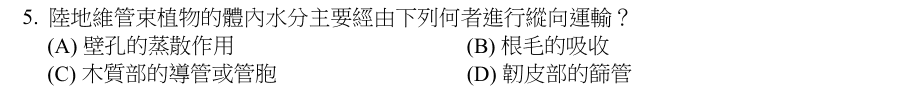 5. 陸地維管束植物的體內水分主要經由下列何者進行縱向運輸？
(A) 壁孔的蒸散作用 (B) 根毛的吸收
(C) 木質部的導管或管胞 (D) 韌皮部的篩管